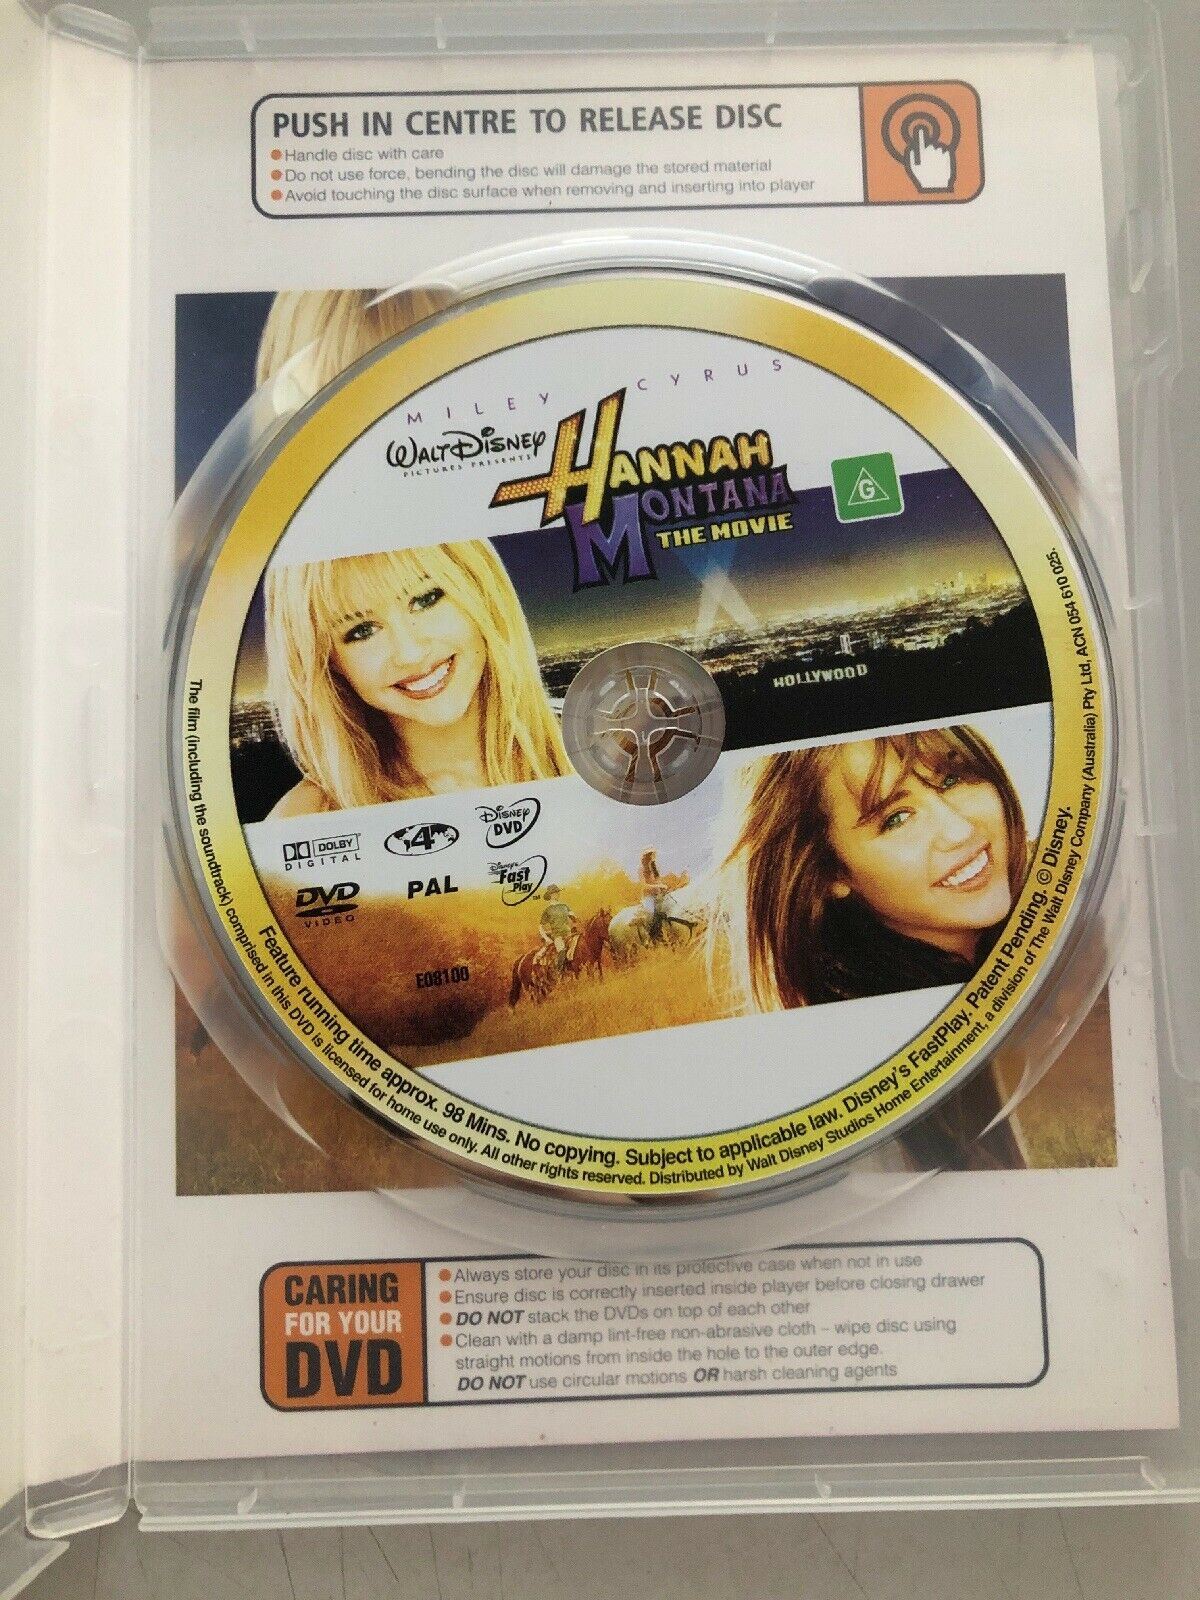 PUSH IN CENTRE TO RELEASE DISC
Handle disc with care
Do not use force, bending the disc will damage the stored material
Avoid touching the disc surface when removing and inserting into player
MILEY CYRUS
WALT DISNEY
PICTURES PRESENTS
HANNAH
MONTANA
THE MOVIE
G
HOLLYWOOD
DOLBY
DIGITAL
4
DISNEY
DVD
DVD
VIDEO
PAL
Disney's
Fast
Play
TM
E08100
Feature running time approx. 98 Mins. No copying. Subject to applicable law. Disney's FastPlay. Patent Pending. © Disney.
The film (including the soundtrack) comprised in this DVD is licensed for home use only. All other rights reserved. Distributed by Walt Disney Studios Home Entertainment, a division of The Walt Disney Company (Australia) Pty Ltd, ACN 054 610 025.
CARING
FOR YOUR
DVD
Always store your disc in its protective case when not in use
Ensure disc is correctly inserted inside player before closing drawer
DO NOT stack the DVDs on top of each other
Clean with a damp lint-free non-abrasive cloth – wipe disc using
straight motions from inside the hole to the outer edge.
DO NOT use circular motions OR harsh cleaning agents